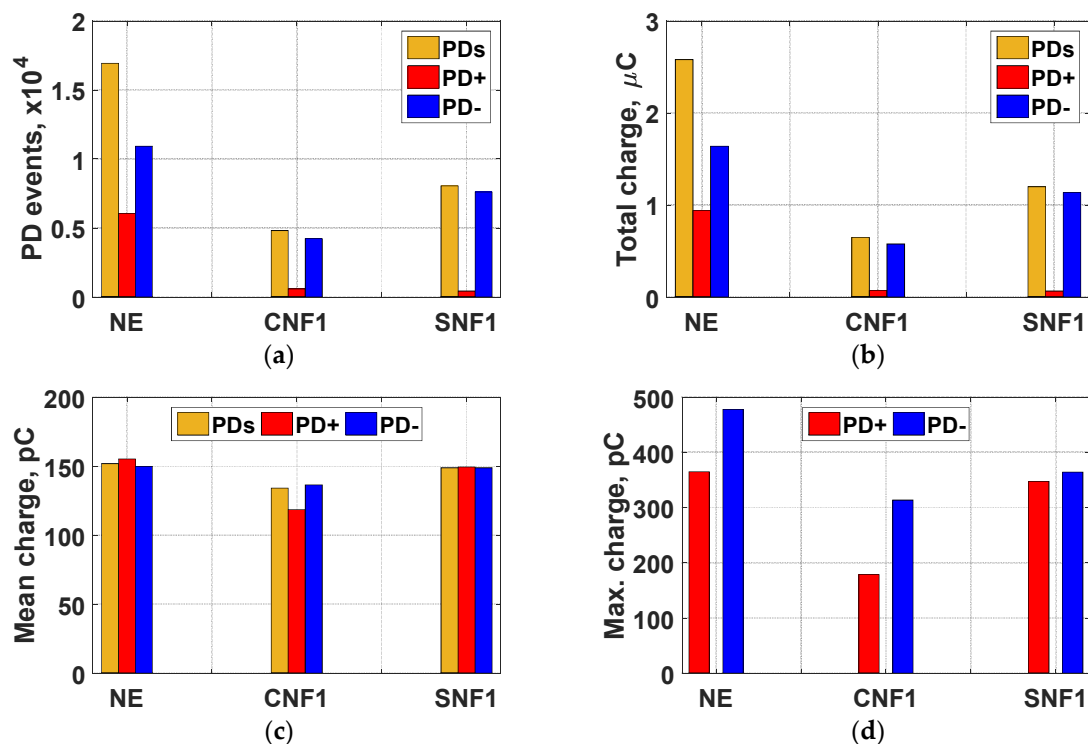 PD events, x10⁴
2
1.5
1
0.5
0
PDs
PD+
PD-
NE CNF1 SNF1
(a)
Total charge, μC
3
2
1
0
PDs
PD+
PD-
NE CNF1 SNF1
(b)
Mean charge, pC
200
150
100
50
0
PDs PD+ PD-
NE CNF1 SNF1
(c)
Max. charge, pC
500
400
300
200
100
0
PD+ PD-
NE CNF1 SNF1
(d)